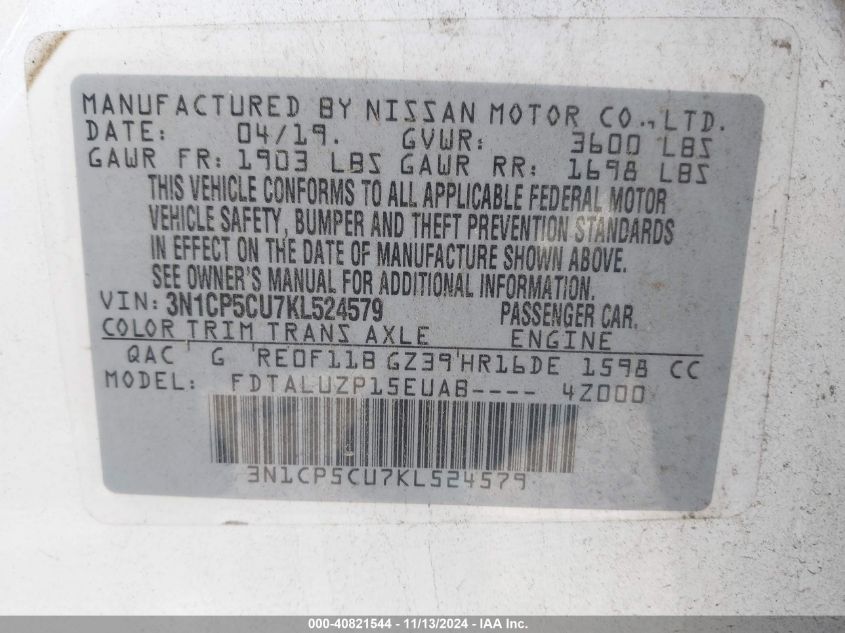 MANUFACTURED BY NISSAN MOTOR CO., LTD.
DATE: 04/19. GVWR: 3600 LBS
GAWR FR: 1903 LBS GAWR RR: 1698 LBS
THIS VEHICLE CONFORMS TO ALL APPLICABLE FEDERAL MOTOR
VEHICLE SAFETY, BUMPER AND THEFT PREVENTION STANDARDS
IN EFFECT ON THE DATE OF MANUFACTURE SHOWN ABOVE.
SEE OWNER'S MANUAL FOR ADDITIONAL INFORMATION.
VIN: 3N1CP5CU7KL524579 PASSENGER CAR.
COLOR TRIM TRANS AXLE ENGINE
QAC G RE0F11B GZ39 HR16DE 1598 CC
MODEL: FDTALUZP15EUAB---- 4Z000
3N1CP5CU7KL524579
000-40821544 - 11/13/2024 - IAA Inc.